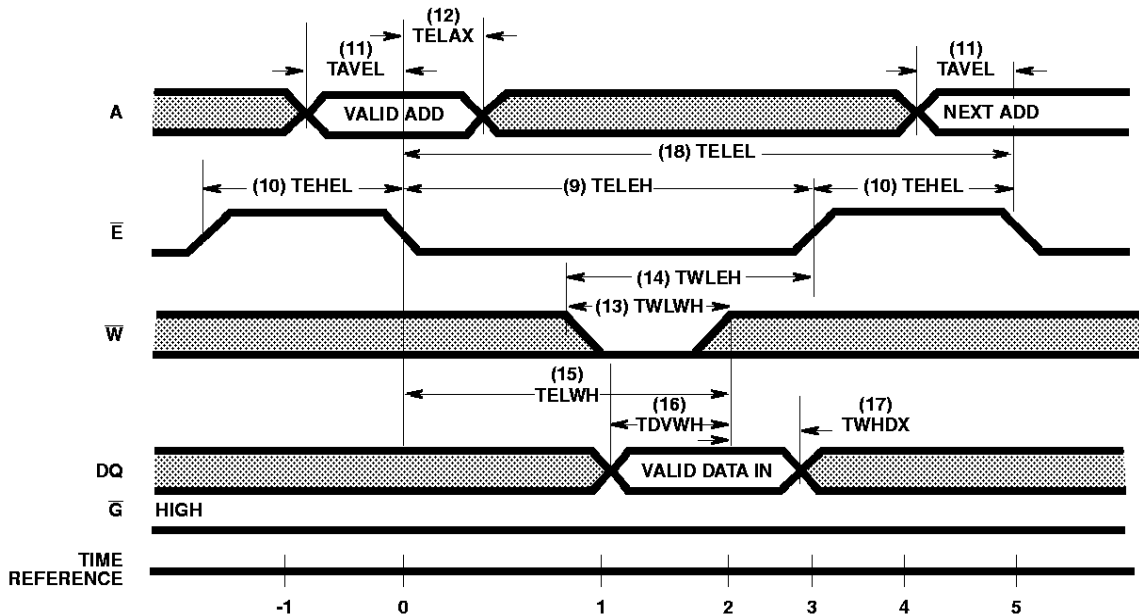 (12)
TELAX
(11)
TAVEL
(11)
TAVEL
A
VALID ADD
NEXT ADD
(18) TELEL
(10) TEHEL
(9) TELEH
(10) TEHEL
E
(14) TWLEH
(13) TWLWH
W
(15)
TELWH
(16)
TDVWH
(17)
TWHDX
DQ
VALID DATA IN
G
HIGH
TIME
REFERENCE
-1 0 1 2 3 4 5